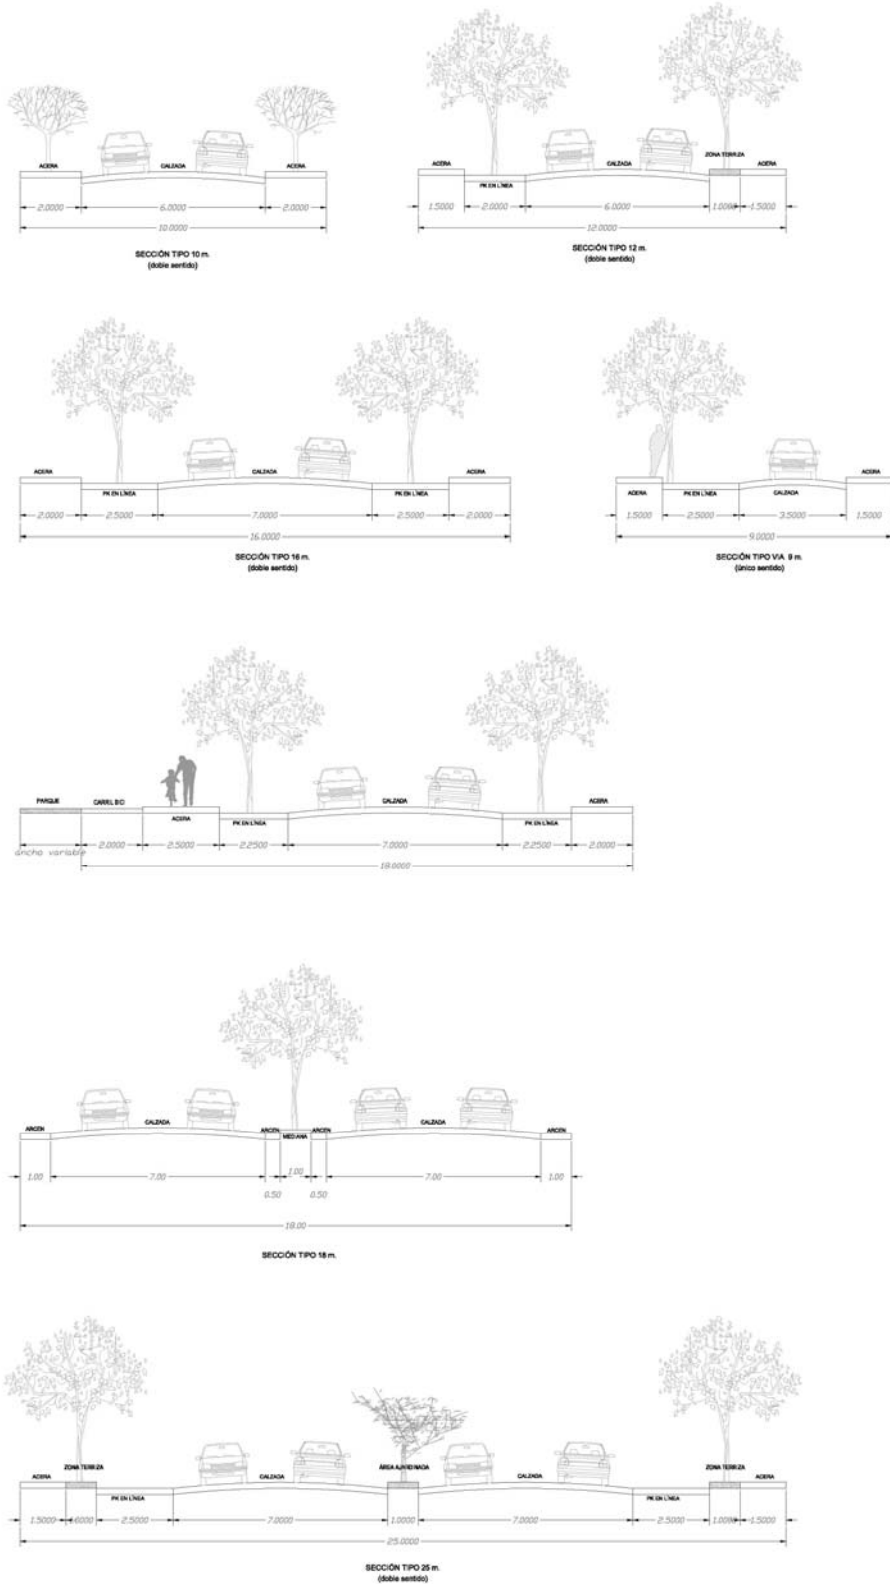 ACERA CALZADA ACERA
2.0000 6.0000 2.0000
10.0000
SECCIÓN TIPO 10 m.
(doble sentido)
ZONA TERRIZA
ACERA CALZADA ACERA
PK EN LÍNEA
1.5000 2.0000 6.0000 1.0000 1.5000
12.0000
SECCIÓN TIPO 12 m.
(doble sentido)
ACERA CALZADA ACERA
PK EN LÍNEA PK EN LÍNEA
2.0000 2.5000 7.0000 2.5000 2.0000
16.0000
SECCIÓN TIPO 16 m.
(doble sentido)
ACERA
ACERA PK EN LÍNEA CALZADA
1.5000 2.5000 3.5000 1.5000
9.0000
SECCIÓN TIPO VIA 9 m.
(único sentido)
PARQUE CARRIL BICI CALZADA ACERA
ACERA PK EN LÍNEA PK EN LÍNEA
ancho variable 2.0000 2.5000 2.2500 7.0000 2.2500 2.0000
18.0000
ARCEN CALZADA ARCEN MEDIANA ARCEN CALZADA ARCEN
1.00 7.00 0.50 1.00 0.50 7.00 1.00
18.00
SECCIÓN TIPO 18 m.
ZONA TERRIZA ÁREA AJARDINADA ZONA TERRIZA
ACERA CALZADA CALZADA ACERA
PK EN LÍNEA PK EN LÍNEA
1.5000 2.5000 7.0000 1.0000 7.0000 2.5000 1.0000 1.5000
25.0000
SECCIÓN TIPO 25 m.
(doble sentido)